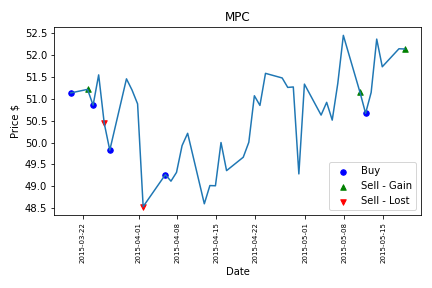 MPC
Price $
52.5
52.0
51.5
51.0
50.5
50.0
49.5
49.0
48.5
Buy
Sell - Gain
Sell - Lost
2015-03-22
2015-04-01
2015-04-08
2015-04-15
2015-04-22
2015-05-01
2015-05-08
2015-05-15
Date